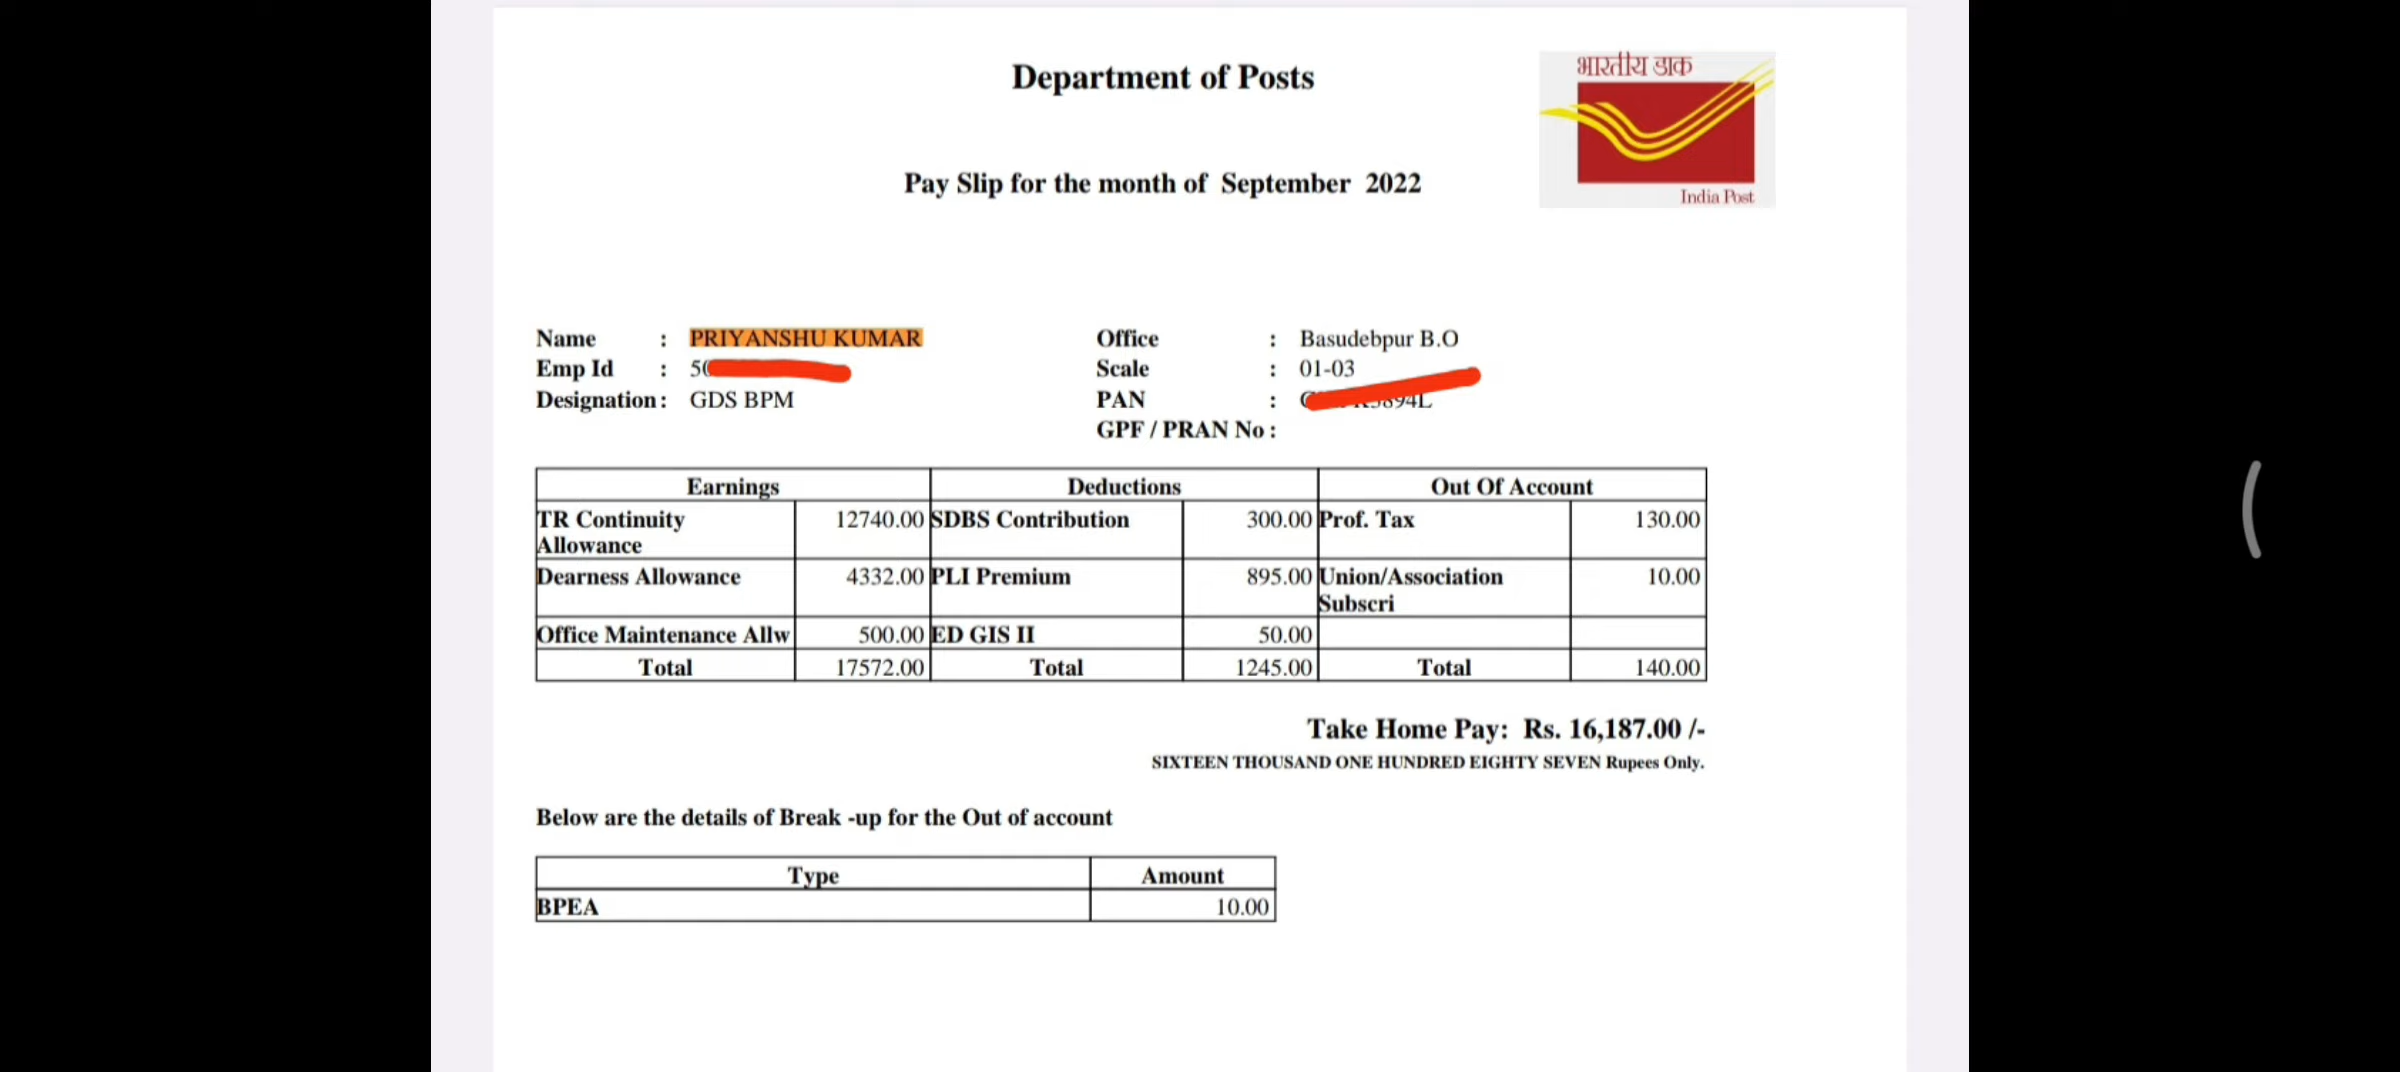 Department of Posts
भारतीय डाक
India Post
Pay Slip for the month of September 2022
Name : PRIYANSHU KUMAR Office : Basudebpur B.O
Emp Id : Scale : 01-03
Designation : GDS BPM PAN :
GPF / PRAN No :
Earnings Deductions Out Of Account
TR Continuity 12740.00 SDBS Contribution 300.00 Prof. Tax 130.00
Allowance
Dearness Allowance 4332.00 PLI Premium 895.00 Union/Association 10.00
Subscri
Office Maintenance Allw 500.00 ED GIS II 50.00
Total 17572.00 Total 1245.00 Total 140.00
Take Home Pay: Rs. 16,187.00 /-
SIXTEEN THOUSAND ONE HUNDRED EIGHTY SEVEN Rupees Only.
Below are the details of Break -up for the Out of account
Type Amount
BPEA 10.00